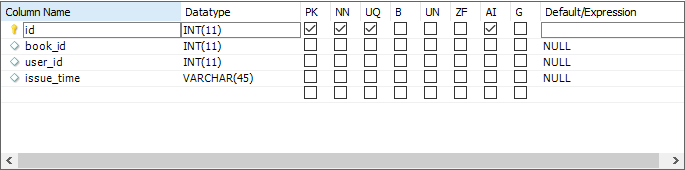 Column Name Datatype PK NN UQ B UN ZF AI G Default/Expression
id INT(11)
book_id INT(11) NULL
user_id INT(11) NULL
issue_time VARCHAR(45) NULL